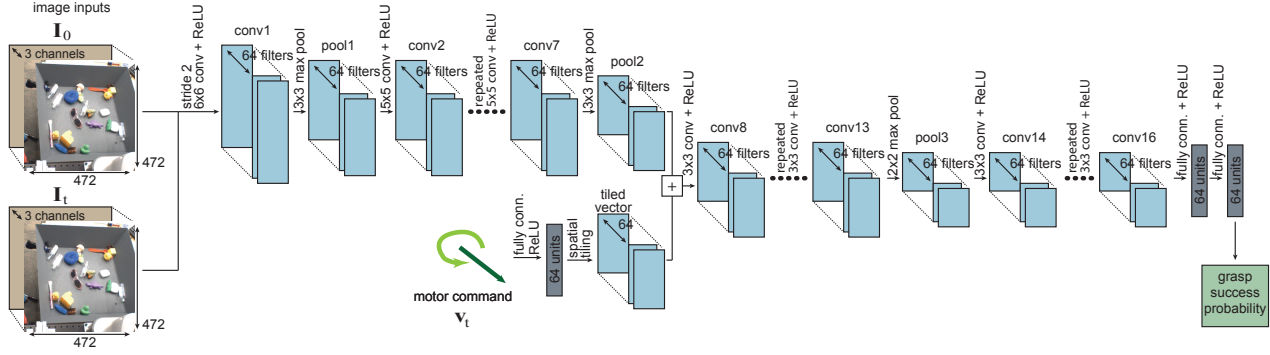 image inputs
I0
3 channels
472
472
It
3 channels
472
472
stride 2
6x6 conv + ReLU
conv1
64 filters
3x3 max pool
pool1
64 filters
5x5 conv + ReLU
conv2
64 filters
repeated
5x5 conv + ReLU
conv7
64 filters
3x3 max pool
pool2
64 filters
motor command
vt
fully conn.
ReLU
64 units
spatial
tiling
tiled
vector
64
+
3x3 conv + ReLU
conv8
64 filters
repeated
3x3 conv + ReLU
conv13
64 filters
2x2 max pool
pool3
64 filters
3x3 conv + ReLU
conv14
64 filters
repeated
3x3 conv + ReLU
conv16
64 filters
fully conn. + ReLU
64 units
fully conn. + ReLU
64 units
grasp
success
probability